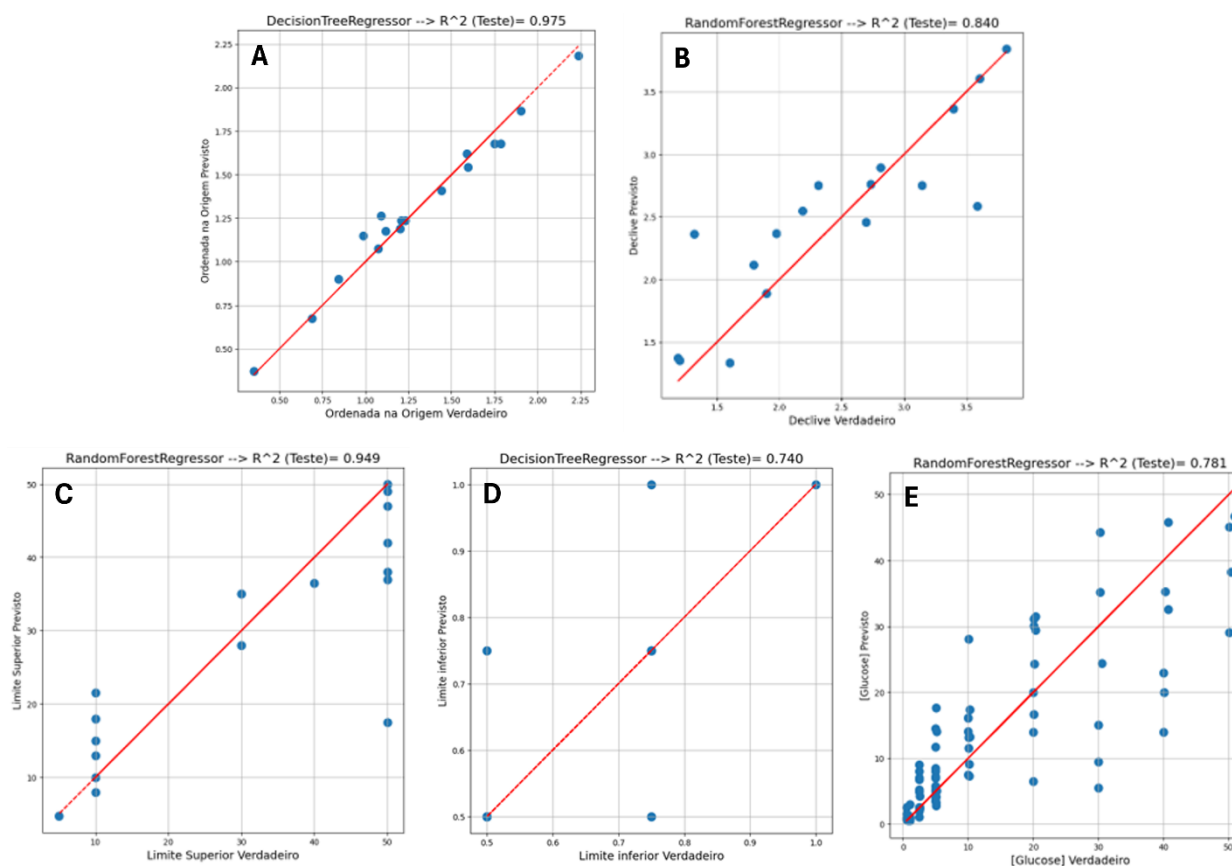 DecisionTreeRegressor --> R^2 (Teste)= 0.975
A
2.25
2.00
1.75
1.50
1.25
1.00
0.75
0.50
Ordenada na Origem Previsto
0.50 0.75 1.00 1.25 1.50 1.75 2.00 2.25
Ordenada na Origem Verdadeiro
RandomForestRegressor --> R^2 (Teste)= 0.840
B
3.5
3.0
2.5
2.0
1.5
Declive Previsto
1.5 2.0 2.5 3.0 3.5
Declive Verdadeiro
RandomForestRegressor --> R^2 (Teste)= 0.949
C
50
40
30
20
10
Limite Superior Previsto
10 20 30 40 50
Limite Superior Verdadeiro
DecisionTreeRegressor --> R^2 (Teste)= 0.740
D
1.0
0.9
0.8
0.7
0.6
0.5
Limite inferior Previsto
0.5 0.6 0.7 0.8 0.9 1.0
Limite inferior Verdadeiro
RandomForestRegressor --> R^2 (Teste)= 0.781
E
50
40
30
20
10
0
[Glucose] Previsto
0 10 20 30 40 50
[Glucose] Verdadeiro